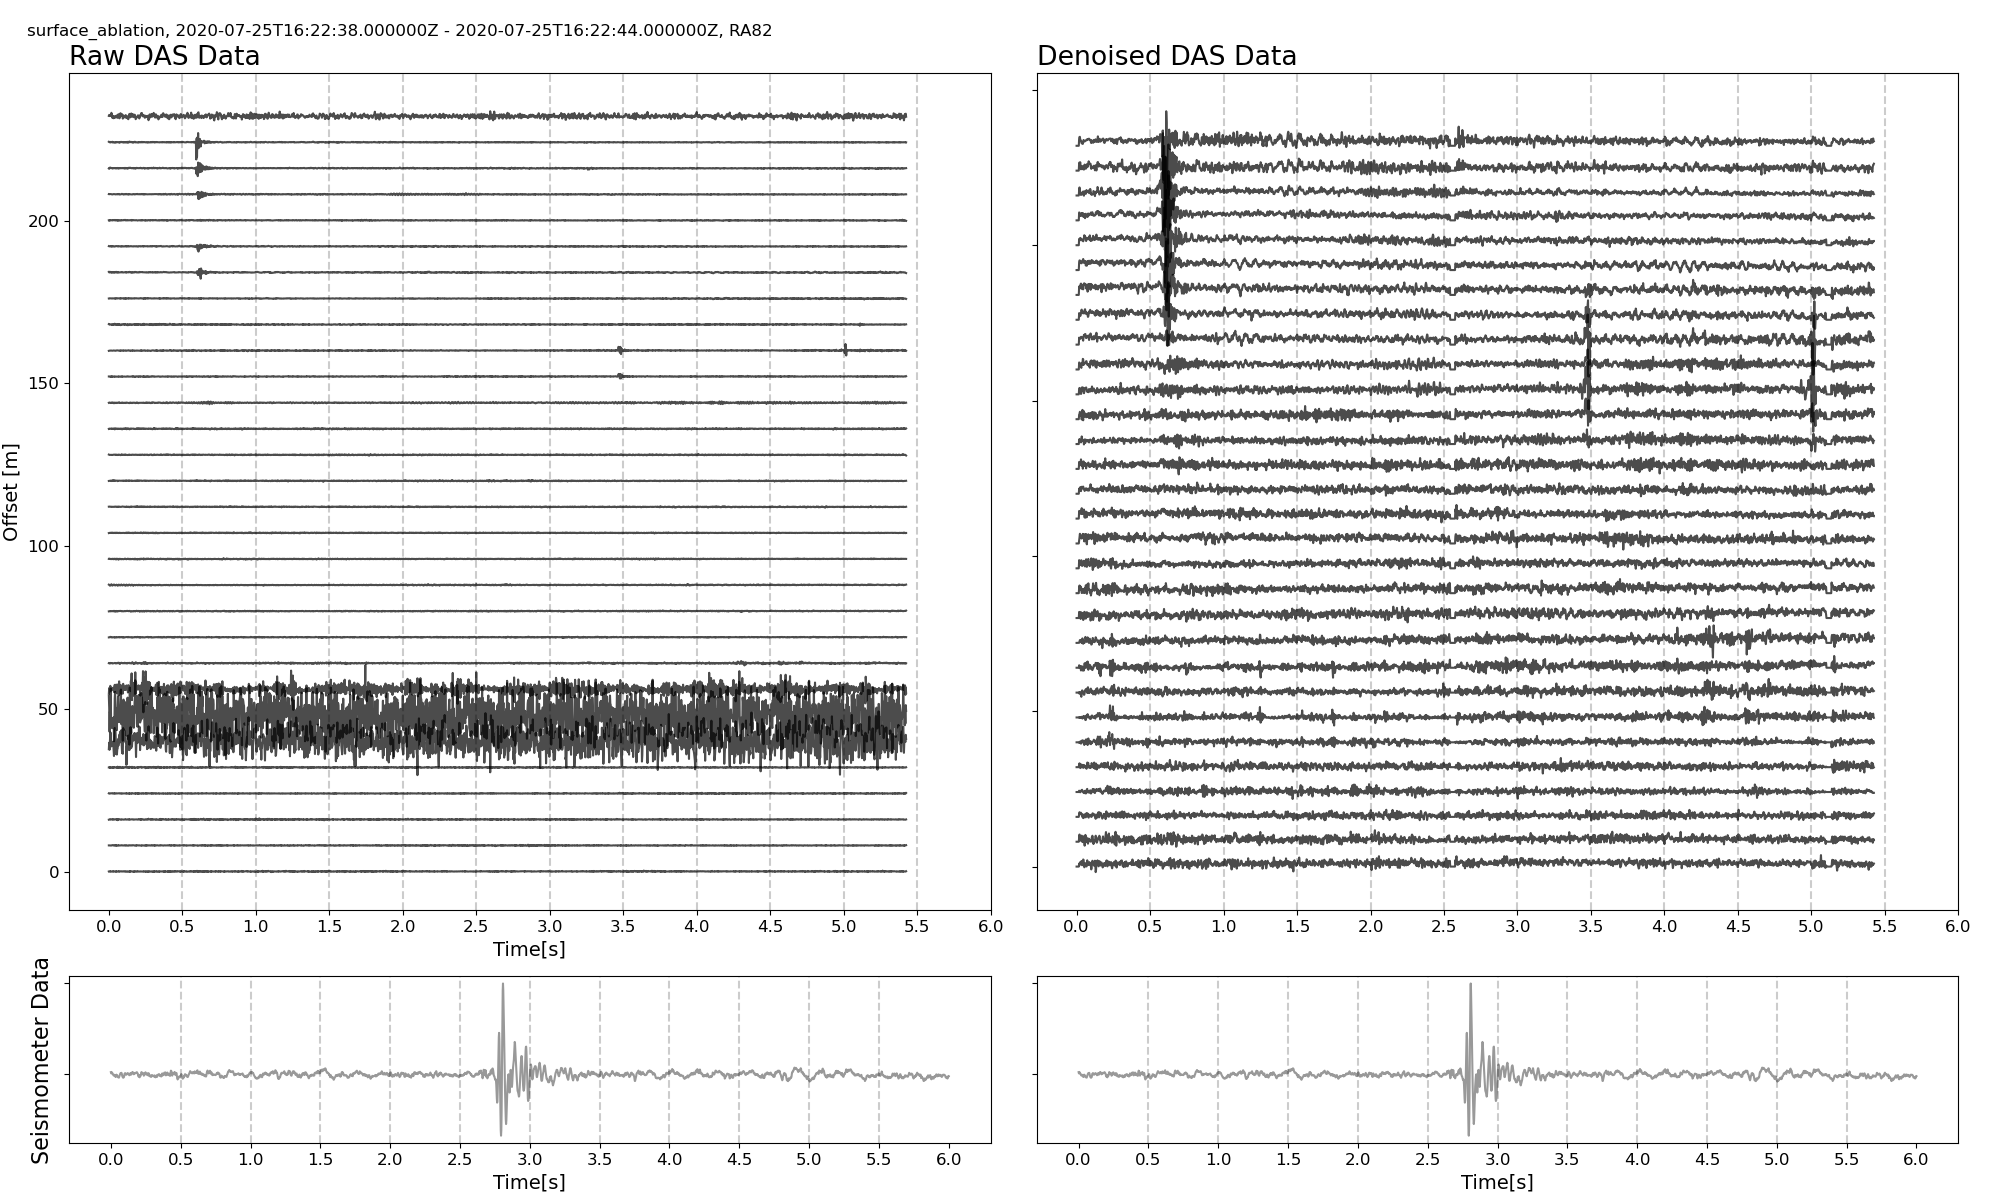 surface_ablation, 2020-07-25T16:22:38.000000Z - 2020-07-25T16:22:44.000000Z, RA82
Raw DAS Data
Denoised DAS Data
Offset [m]
200
150
100
50
0
0.0 0.5 1.0 1.5 2.0 2.5 3.0 3.5 4.0 4.5 5.0 5.5 6.0
Time[s]
0.0 0.5 1.0 1.5 2.0 2.5 3.0 3.5 4.0 4.5 5.0 5.5 6.0
Seismometer Data
0.0 0.5 1.0 1.5 2.0 2.5 3.0 3.5 4.0 4.5 5.0 5.5 6.0
Time[s]
0.0 0.5 1.0 1.5 2.0 2.5 3.0 3.5 4.0 4.5 5.0 5.5 6.0
Time[s]